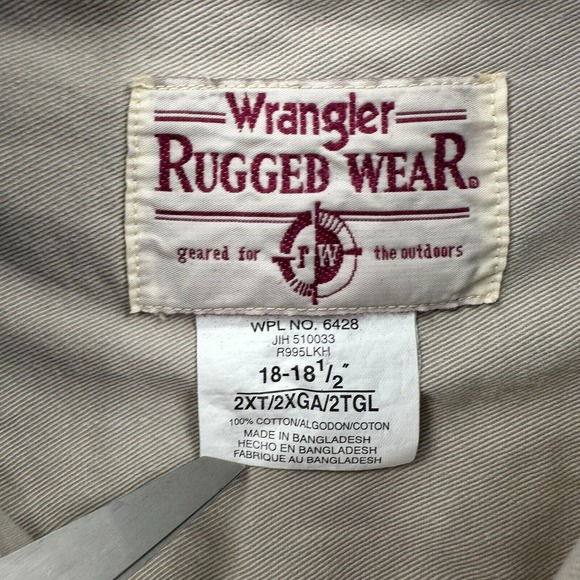 Wrangler
RUGGED WEAR®
geared for rW the outdoors
WPL NO. 6428
JIH 510033
R995LKH
18-18 1/2"
2XT/2XGA/2TGL
100% COTTON/ALGODON/COTON
MADE IN BANGLADESH
HECHO EN BANGLADESH
FABRIQUE AU BANGLADESH